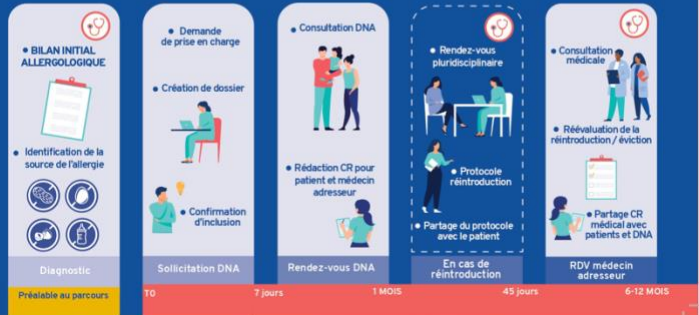 • BILAN INITIAL
ALLERGOLOGIQUE
• Identification de la
source de l'allergie
Diagnostic
Préalable au parcours
• Demande
de prise en charge
• Création de dossier
• Confirmation
d'inclusion
Sollicitation DNA
T0
• Consultation DNA
• Rédaction CR pour
patient et médecin
adresseur
Rendez-vous DNA
7 jours
1 MOIS
• Rendez-vous
pluridisciplinaire
• Protocole
réintroduction
• Partage du protocole
avec le patient
En cas de
réintroduction
45 jours
• Consultation
médicale
• Réévaluation de la
réintroduction / éviction
• Partage CR
médical avec
patients et DNA
RDV médecin
adresseur
6-12 MOIS